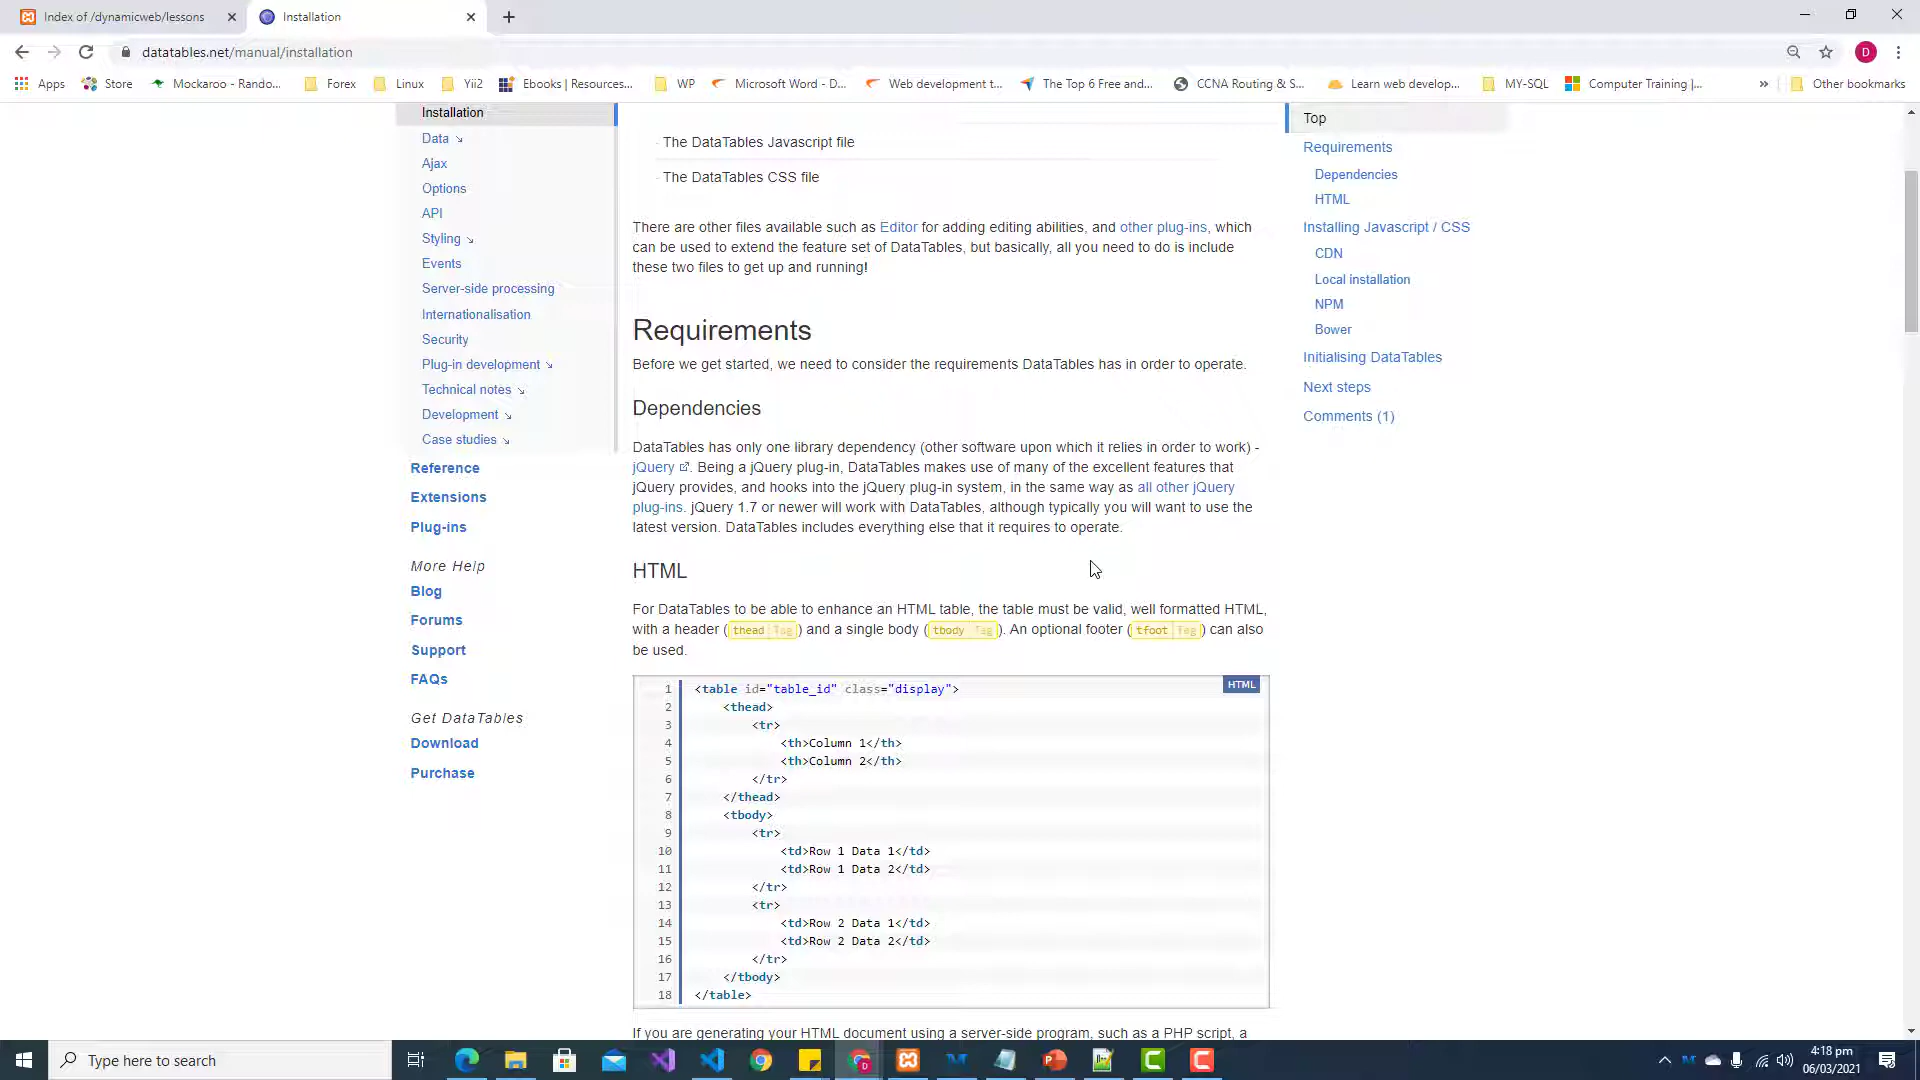 Index of /dynamicweb/lessons
Installation
datatables.net/manual/installation
D
Apps
Store
Mockaroo - Rando...
Forex
Linux
Yii2
Ebooks | Resources...
WP
Microsoft Word - D...
Web development t...
The Top 6 Free and...
CCNA Routing & S...
Learn web develop...
MY-SQL
Computer Training |...
»
Other bookmarks
Installation
Data
Ajax
Options
API
Styling
Events
Server-side processing
Internationalisation
Security
Plug-in development
Technical notes
Development
Case studies
Reference
Extensions
Plug-ins
More Help
Blog
Forums
Support
FAQs
Get DataTables
Download
Purchase
The DataTables Javascript file
The DataTables CSS file
There are other files available such as Editor for adding editing abilities, and other plug-ins, which
can be used to extend the feature set of DataTables, but basically, all you need to do is include
these two files to get up and running!
Requirements
Before we get started, we need to consider the requirements DataTables has in order to operate.
Dependencies
DataTables has only one library dependency (other software upon which it relies in order to work) -
jQuery. Being a jQuery plug-in, DataTables makes use of many of the excellent features that
jQuery provides, and hooks into the jQuery plug-in system, in the same way as all other jQuery
plug-ins. jQuery 1.7 or newer will work with DataTables, although typically you will want to use the
latest version. DataTables includes everything else that it requires to operate.
HTML
For DataTables to be able to enhance an HTML table, the table must be valid, well formatted HTML,
with a header (thead Tag) and a single body (tbody Tag). An optional footer (tfoot Tag) can also
be used.
HTML
1 <table id="table_id" class="display">
2 <thead>
3 <tr>
4 <th>Column 1</th>
5 <th>Column 2</th>
6 </tr>
7 </thead>
8 <tbody>
9 <tr>
10 <td>Row 1 Data 1</td>
11 <td>Row 1 Data 2</td>
12 </tr>
13 <tr>
14 <td>Row 2 Data 1</td>
15 <td>Row 2 Data 2</td>
16 </tr>
17 </tbody>
18 </table>
If you are generating your HTML document using a server-side program, such as a PHP script, a
Top
Requirements
Dependencies
HTML
Installing Javascript / CSS
CDN
Local installation
NPM
Bower
Initialising DataTables
Next steps
Comments (1)
Type here to search
4:18 pm
06/03/2021